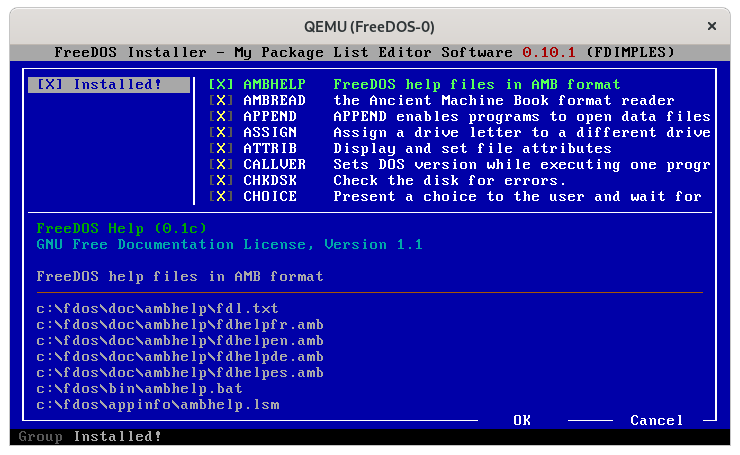 QEMU (FreeDOS-0)
×
FreeDOS Installer - My Package List Editor Software 0.10.1 (FDIMPLES)
[X] Installed!
[X] AMBHELP FreeDOS help files in AMB format
[X] AMBREAD the Ancient Machine Book format reader
[X] APPEND APPEND enables programs to open data files
[X] ASSIGN Assign a drive letter to a different drive
[X] ATTRIB Display and set file attributes
[X] CALLVER Sets DOS version while executing one progr
[X] CHKDSK Check the disk for errors.
[X] CHOICE Present a choice to the user and wait for
FreeDOS Help (0.1c)
GNU Free Documentation License, Version 1.1
FreeDOS help files in AMB format
c:\fdos\doc\ambhelp\fdl.txt
c:\fdos\doc\ambhelp\fdhelpfr.amb
c:\fdos\doc\ambhelp\fdhelpen.amb
c:\fdos\doc\ambhelp\fdhelpde.amb
c:\fdos\doc\ambhelp\fdhelpes.amb
c:\fdos\bin\ambhelp.bat
c:\fdos\appinfo\ambhelp.lsm
OK Cancel
Group Installed!